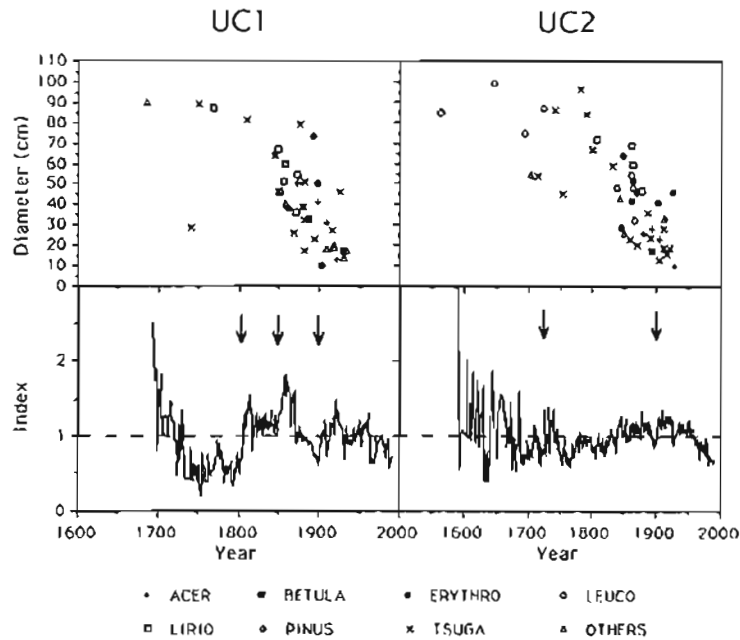 UC1 UC2
110
100
90
80
70
60
50
40
30
20
10
0
Diameter (cm)
2
1
0
Index
1600 1700 1800 1900 2000 1600 1700 1800 1900 2000
Year Year
ACER BETULA ERYTHRO LEUCO
LIRIO PINUS TSUGA OTHERS